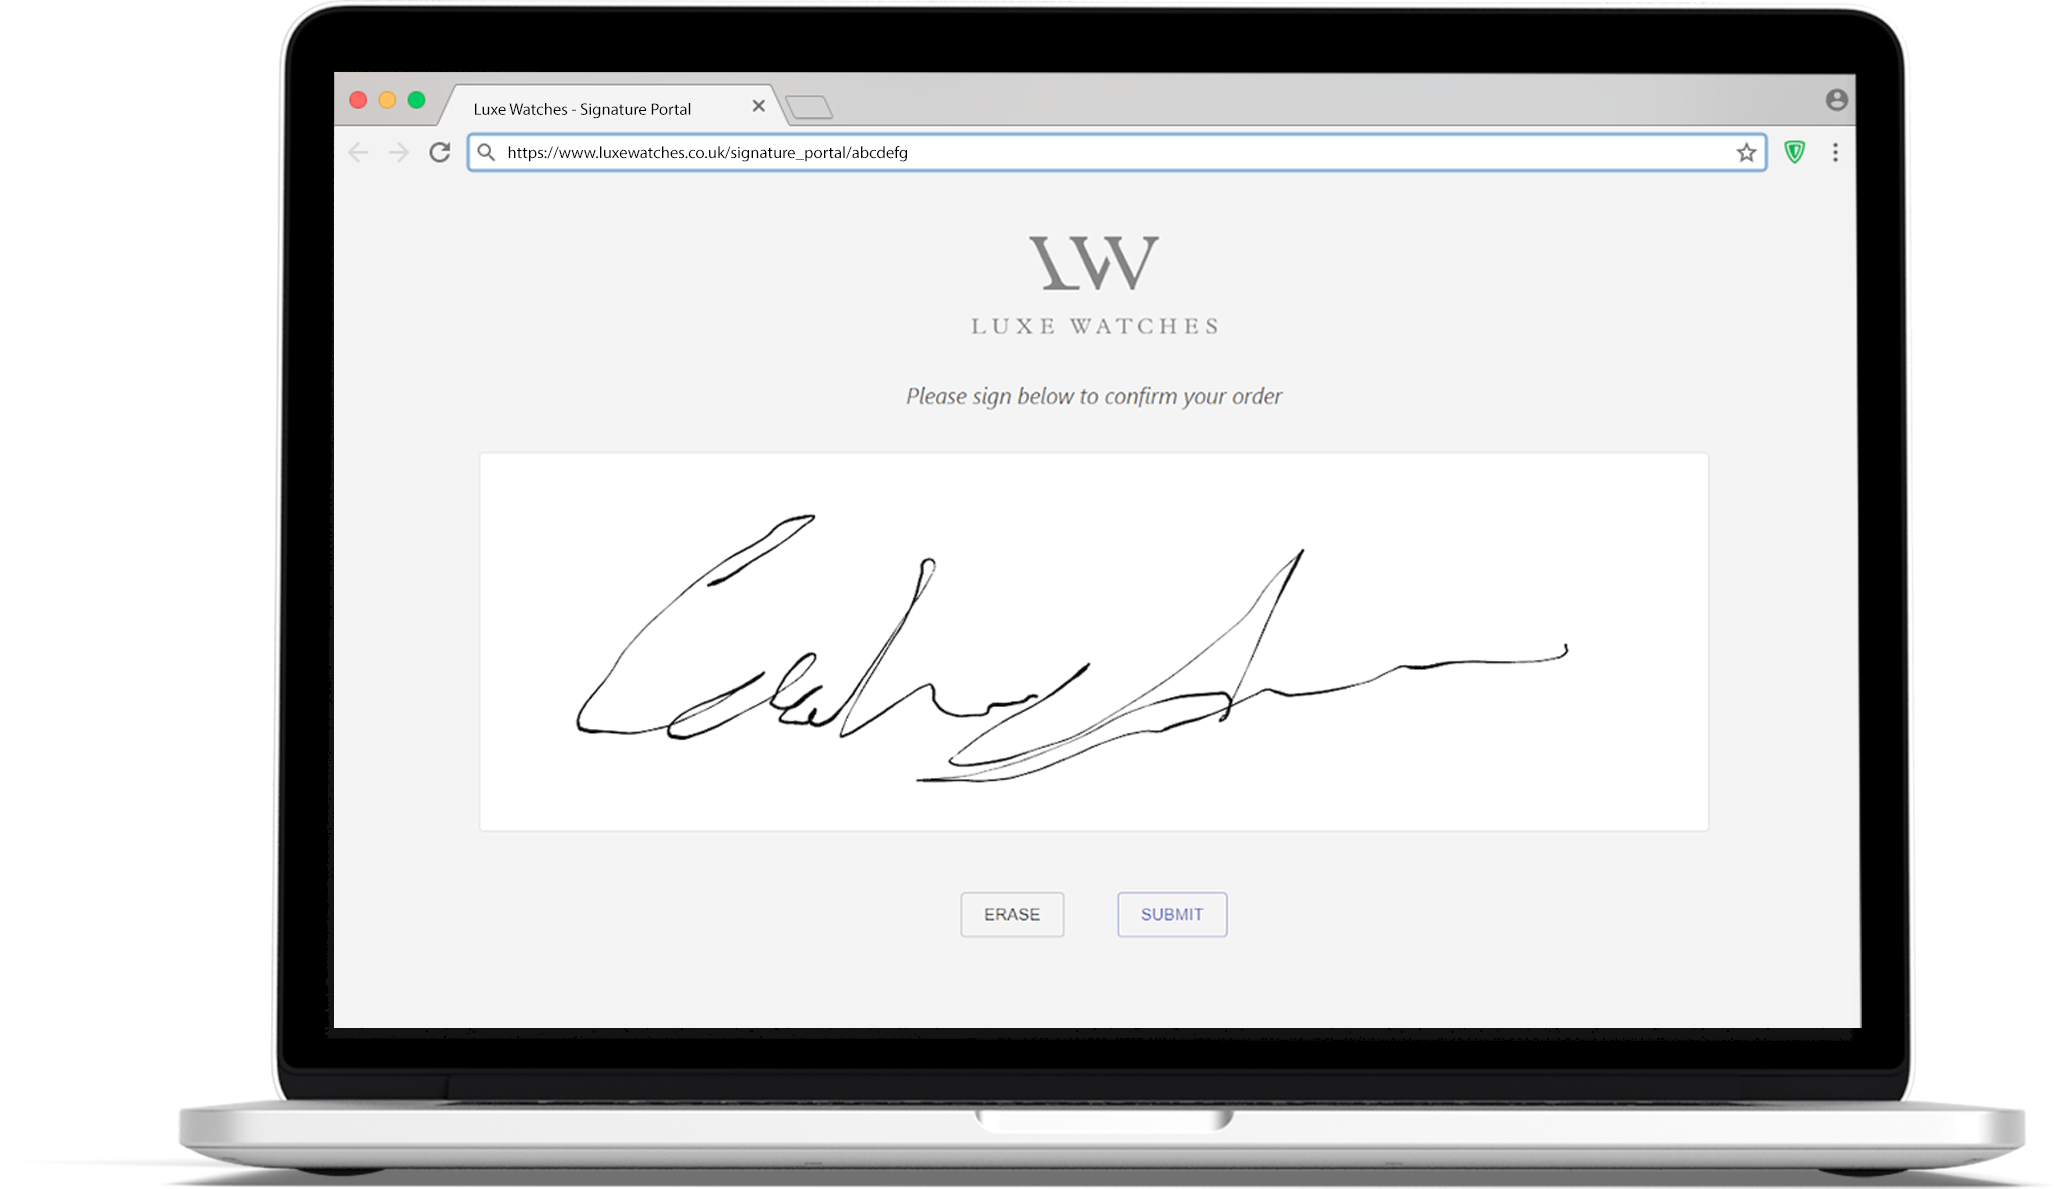 Luxe Watches - Signature Portal
https://www.luxewatches.co.uk/signature_portal/abcdefg
LW
LUXE WATCHES
Please sign below to confirm your order
ERASE SUBMIT